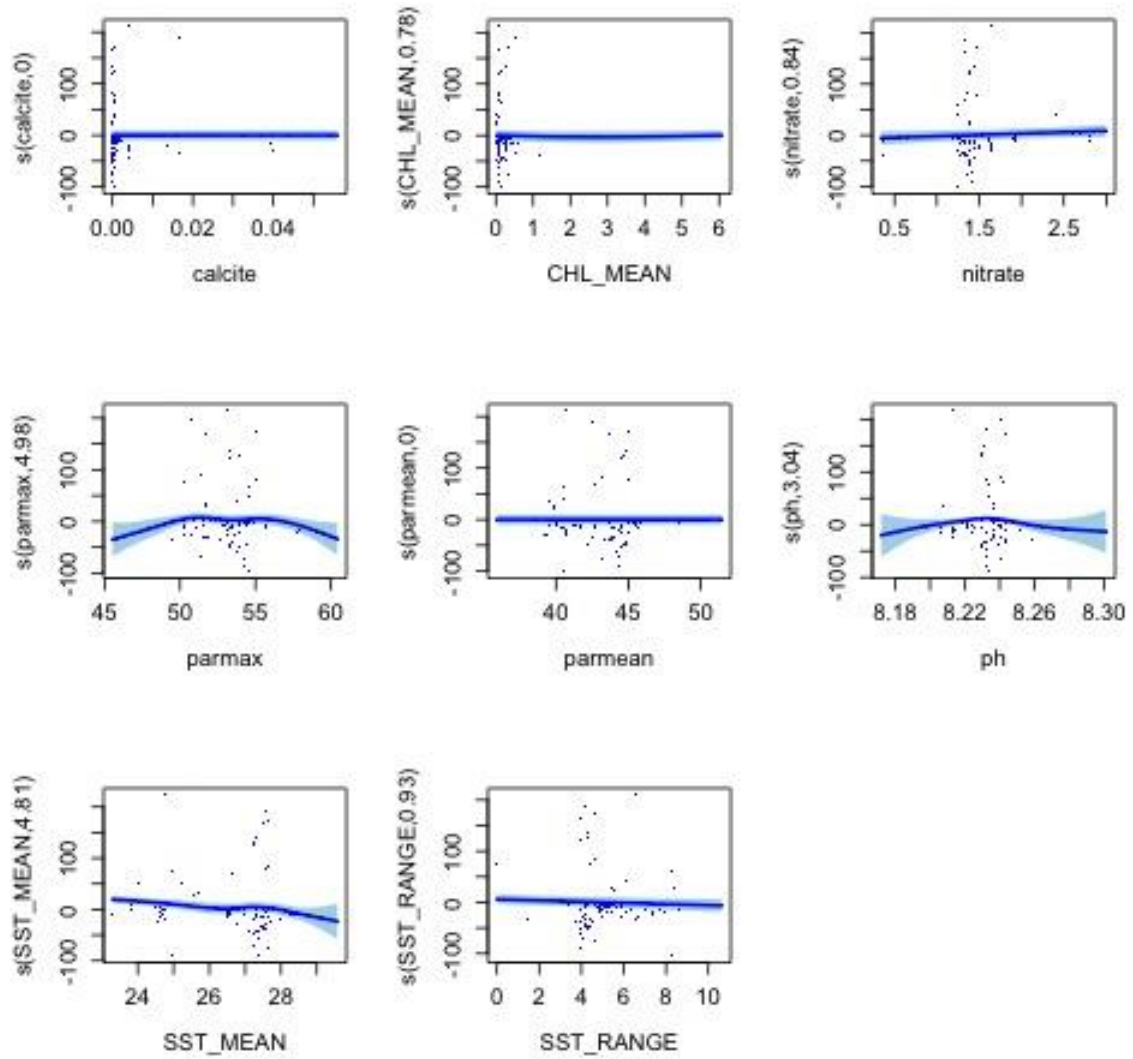 s(calcite,0)
-100 0 100
0.00 0.02 0.04
calcite
s(CHL_MEAN,0.78)
-100 0 100
0 1 2 3 4 5 6
CHL_MEAN
s(nitrate,0.84)
-100 0 100
0.5 1.5 2.5
nitrate
s(parmax,4.98)
-100 0 100
45 50 55 60
parmax
s(parmean,0)
-100 0 100
40 45 50
parmean
s(ph,3.04)
-100 0 100
8.18 8.22 8.26 8.30
ph
s(SST_MEAN,4.81)
-100 0 100
24 26 28
SST_MEAN
s(SST_RANGE,0.93)
-100 0 100
0 2 4 6 8 10
SST_RANGE